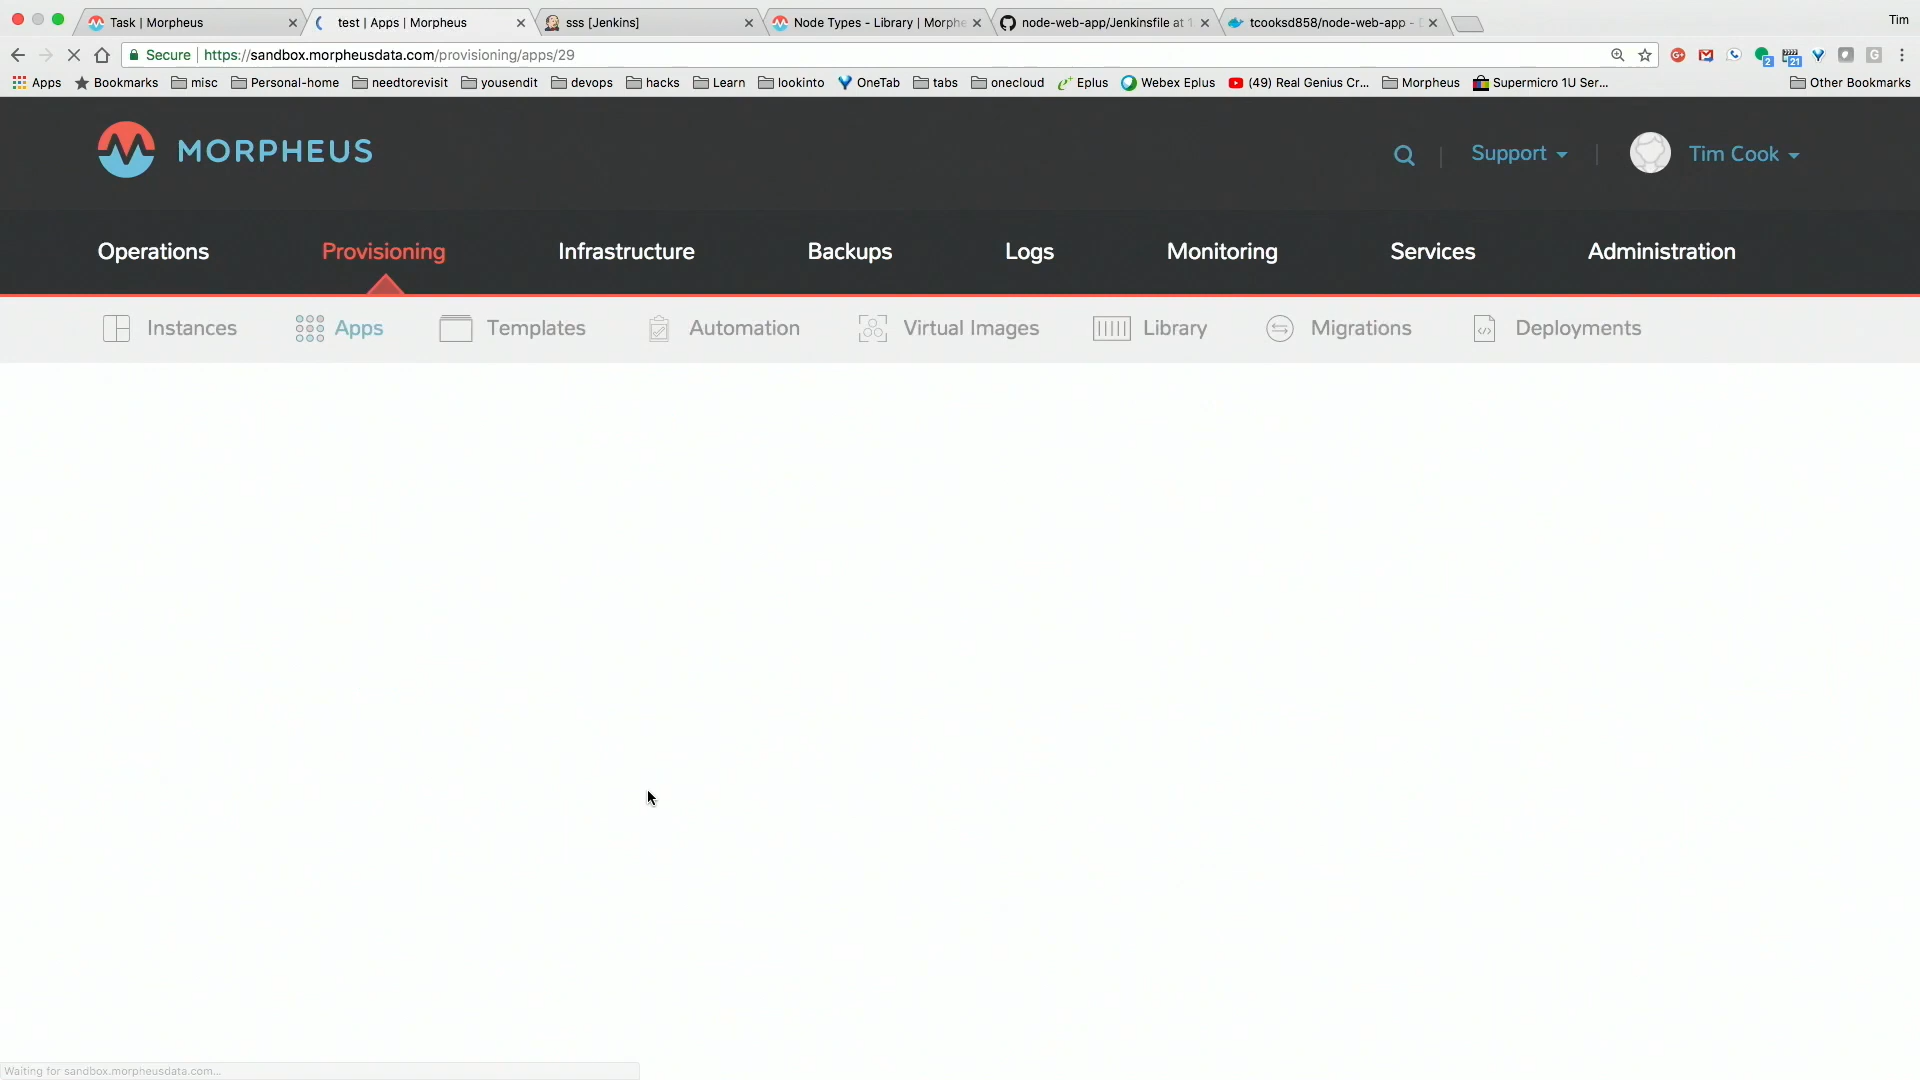 Task | Morpheus
test | Apps | Morpheus
sss [Jenkins]
Node Types - Library | Morphe
node-web-app/Jenkinsfile at 1
tcooksd858/node-web-app -
Tim
Secure
https://sandbox.morpheusdata.com/provisioning/apps/29
2
21
G
Apps
Bookmarks
misc
Personal-home
needtorevisit
yousendit
devops
hacks
Learn
lookinto
OneTab
tabs
onecloud
Eplus
Webex Eplus
(49) Real Genius Cr...
Morpheus
Supermicro 1U Ser...
Other Bookmarks
MORPHEUS
Support
Tim Cook
Operations
Provisioning
Infrastructure
Backups
Logs
Monitoring
Services
Administration
Instances
Apps
Templates
Automation
Virtual Images
Library
Migrations
Deployments
Waiting for sandbox.morpheusdata.com...